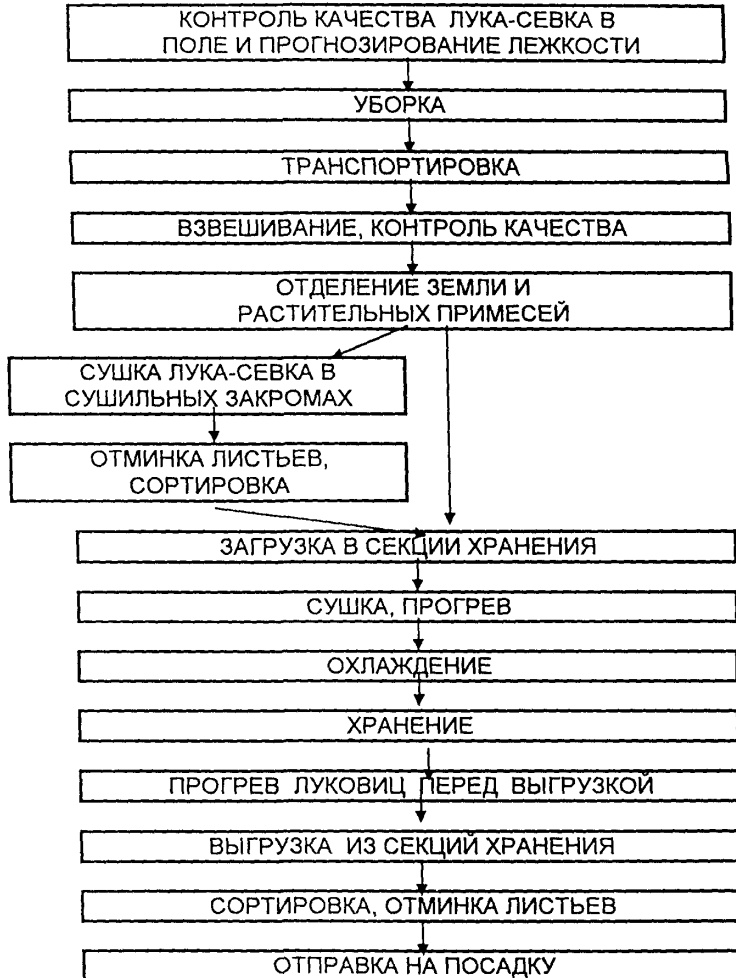 КОНТРОЛЬ КАЧЕСТВА ЛУКА-СЕВКА В
ПОЛЕ И ПРОГНОЗИРОВАНИЕ ЛЕЖКОСТИ
УБОРКА
ТРАНСПОРТИРОВКА
ВЗВЕШИВАНИЕ, КОНТРОЛЬ КАЧЕСТВА
ОТДЕЛЕНИЕ ЗЕМЛИ И
РАСТИТЕЛЬНЫХ ПРИМЕСЕЙ
СУШКА ЛУКА-СЕВКА В
СУШИЛЬНЫХ ЗАКРОМАХ
ОТМИНКА ЛИСТЬЕВ,
СОРТИРОВКА
ЗАГРУЗКА В СЕКЦИИ ХРАНЕНИЯ
СУШКА, ПРОГРЕВ
ОХЛАЖДЕНИЕ
ХРАНЕНИЕ
ПРОГРЕВ ЛУКОВИЦ ПЕРЕД ВЫГРУЗКОЙ
ВЫГРУЗКА ИЗ СЕКЦИЙ ХРАНЕНИЯ
СОРТИРОВКА, ОТМИНКА ЛИСТЬЕВ
ОТПРАВКА НА ПОСАДКУ